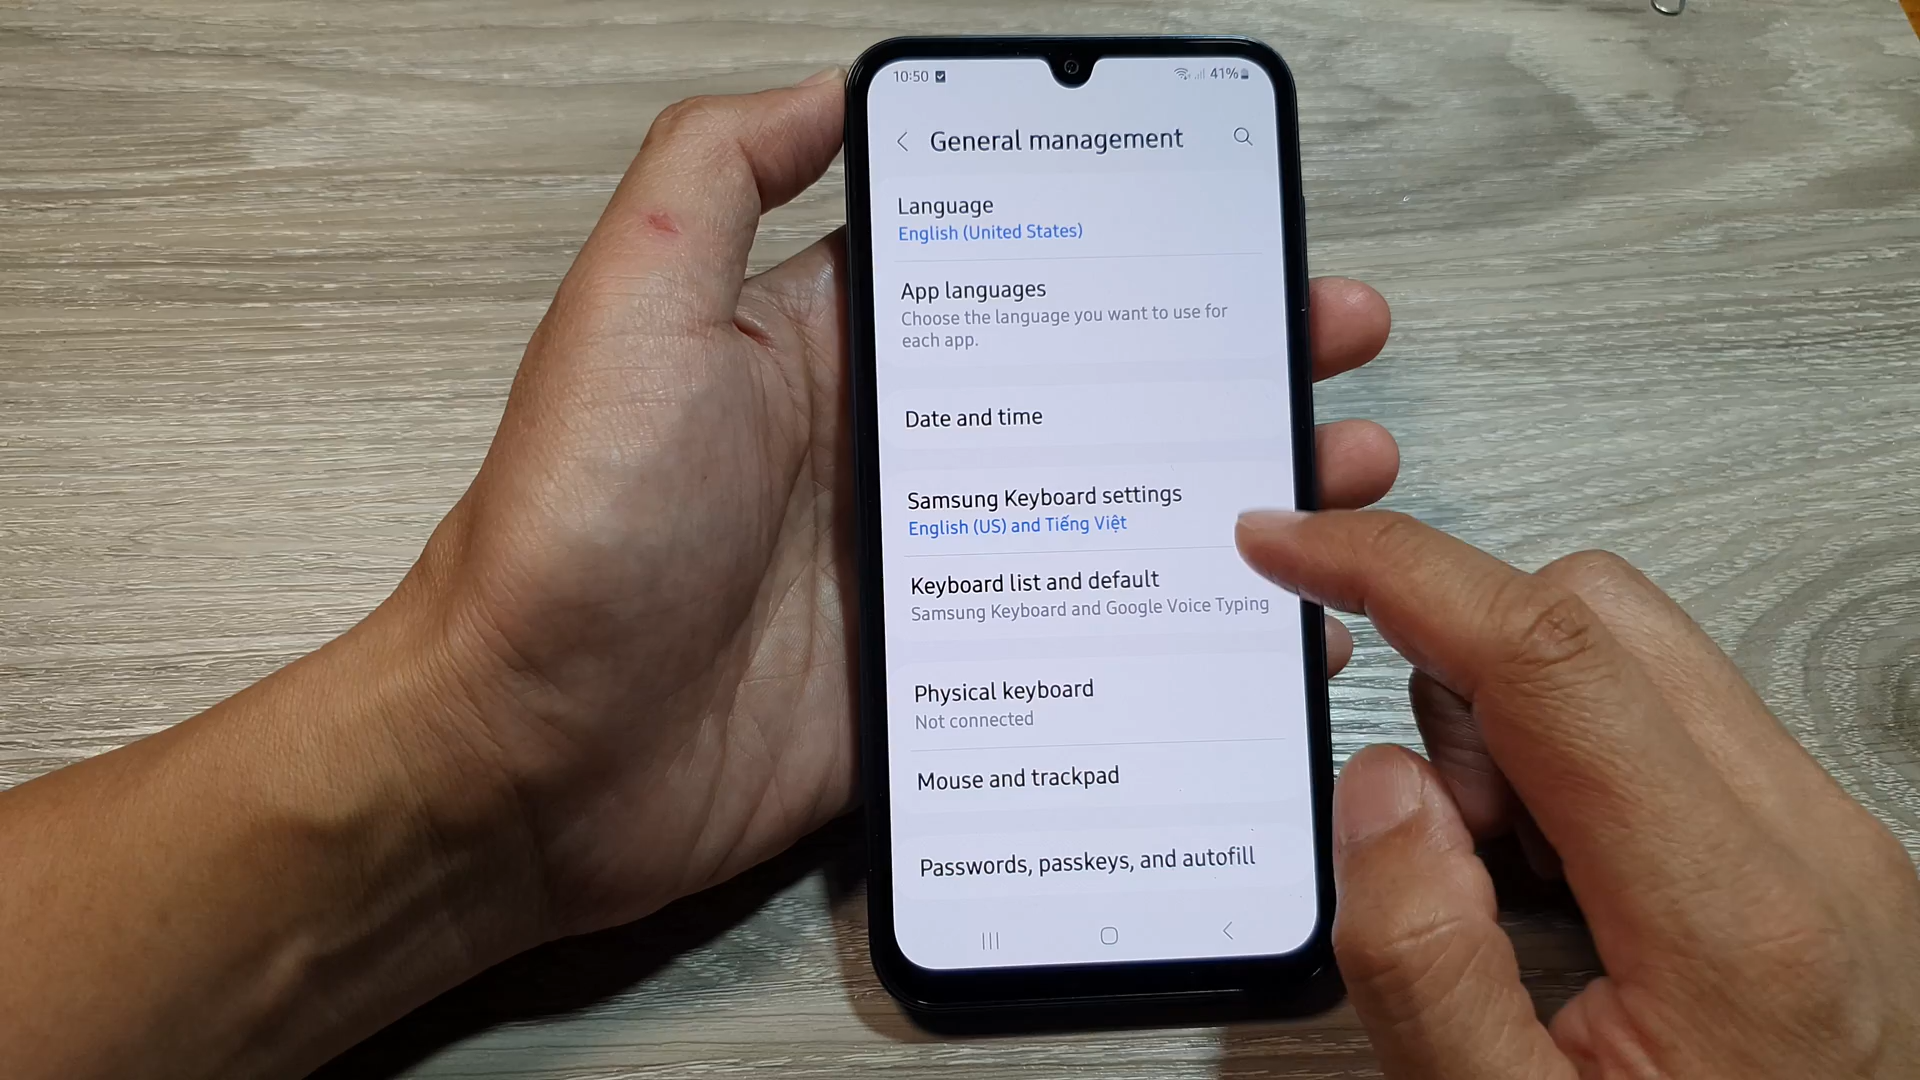 10:50
41%
General management
Language
English (United States)
App languages
Choose the language you want to use for
each app.
Date and time
Samsung Keyboard settings
English (US) and Tiếng Việt
Keyboard list and default
Samsung Keyboard and Google Voice Typing
Physical keyboard
Not connected
Mouse and trackpad
Passwords, passkeys, and autofill